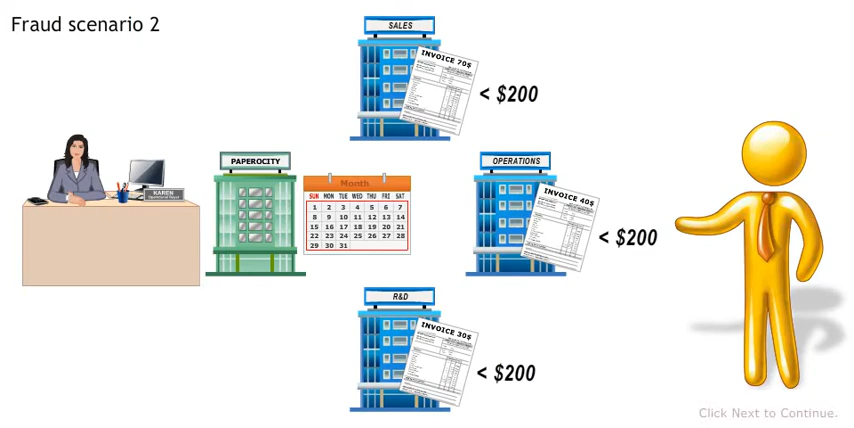 Fraud scenario 2
SALES
INVOICE 70$
< $200
KAREN
PAPEROCITY
Month
SUN MON TUE WED THU FRI SAT
1 2 3 4 5 6 7
8 9 10 11 12 13 14
15 16 17 18 19 20 21
22 23 24 25 26 27 28
29 30 31
OPERATIONS
INVOICE 40$
< $200
R&D
INVOICE 30$
< $200
Click Next to Continue.